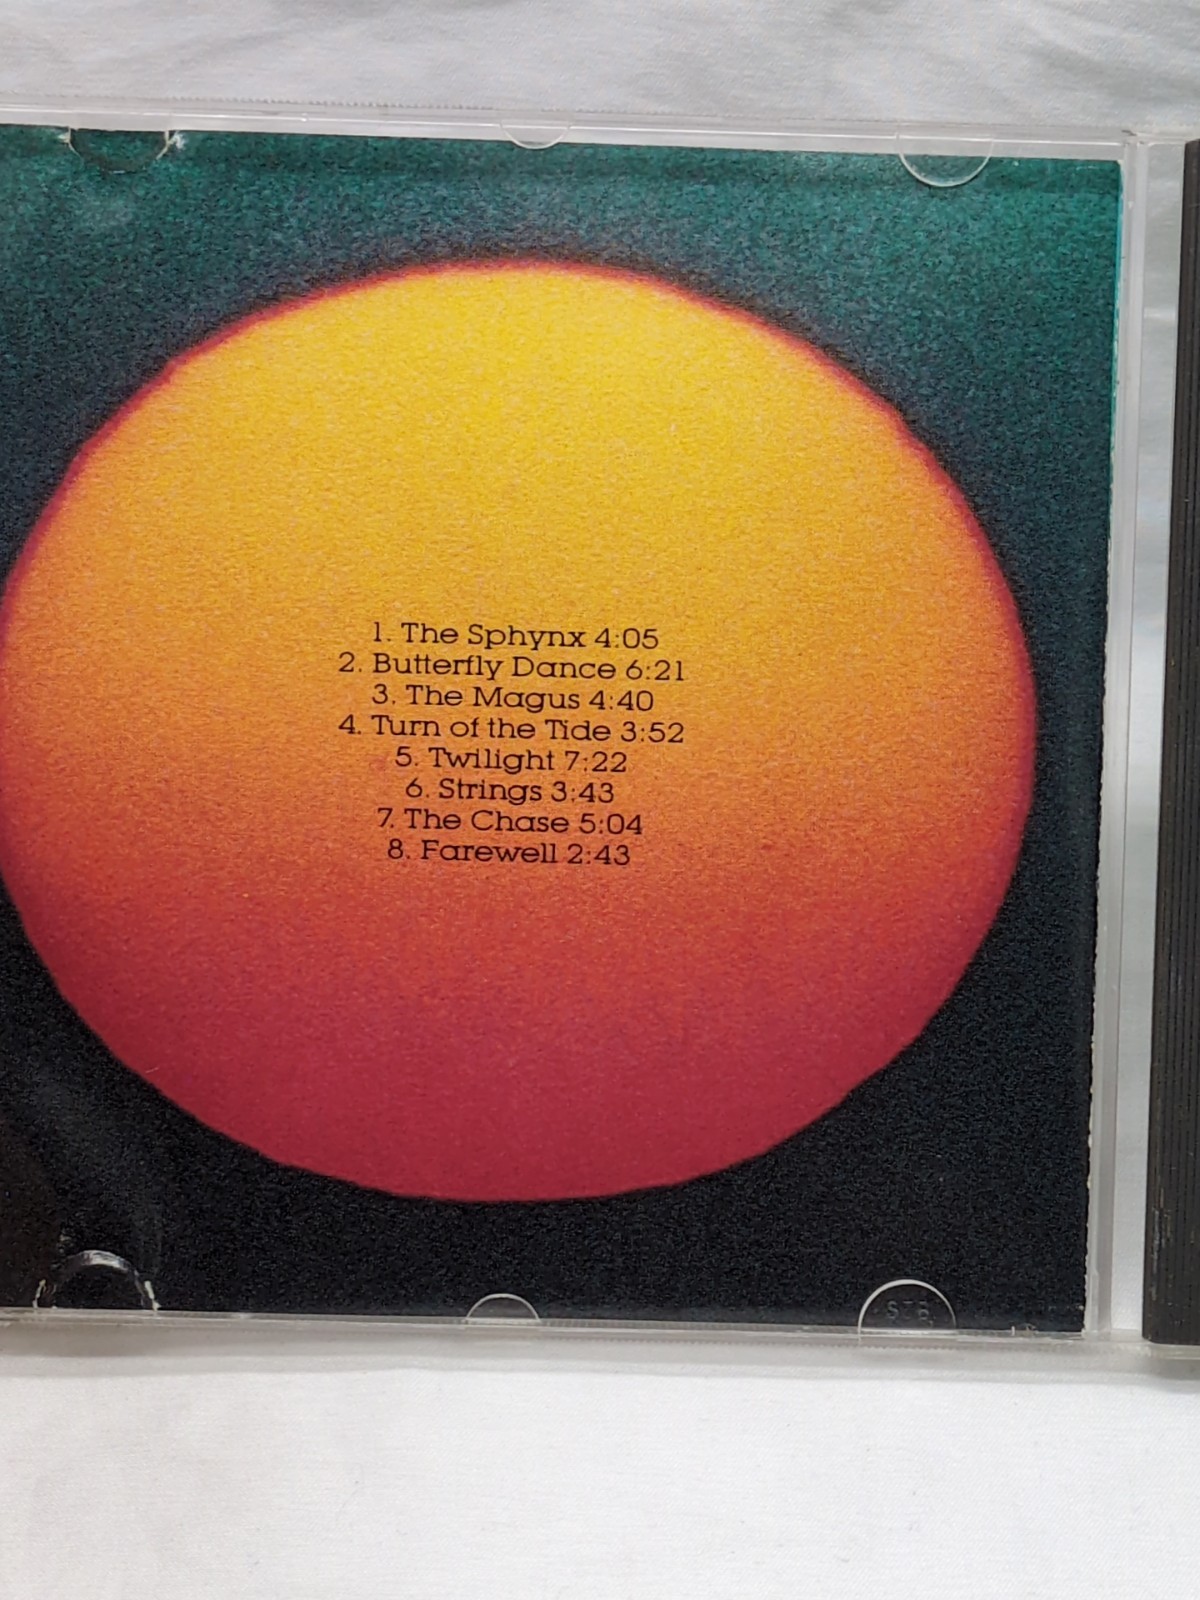 1. The Sphynx 4:05
2. Butterfly Dance 6:21
3. The Magus 4:40
4. Turn of the Tide 3:52
5. Twilight 7:22
6. Strings 3:43
7. The Chase 5:04
8. Farewell 2:43